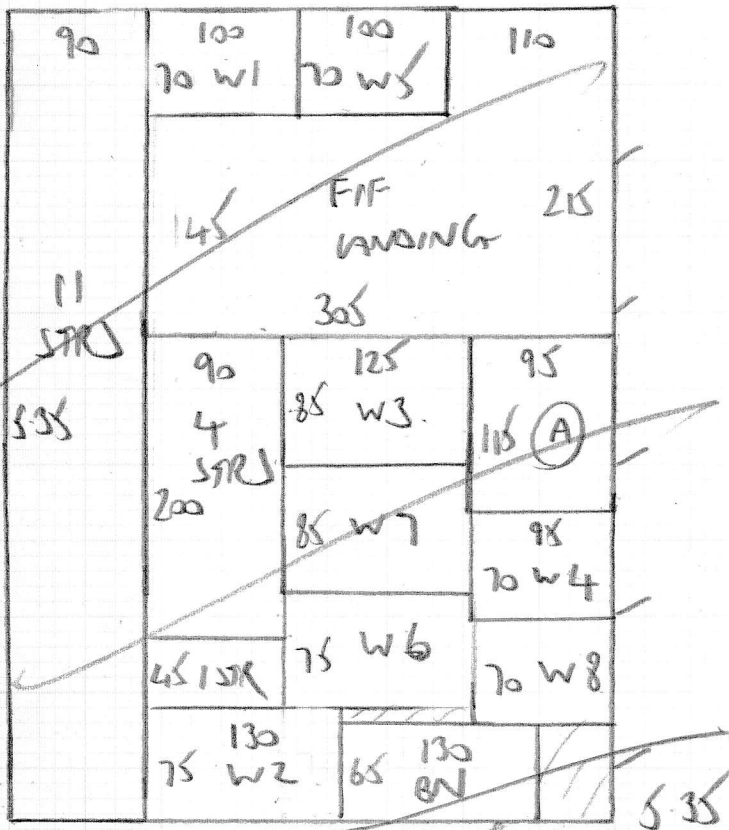 90
100
70 W1
100
70 W5
110
145
F/F
LANDING
215
305
11
STRS
5.35
90
4
STRS
200
125
85 W3.
95
115 A
85 W7
95
70 W4
45 1 STR
75 W6
70 W8
130
75 W2
130
65 BN
5.35